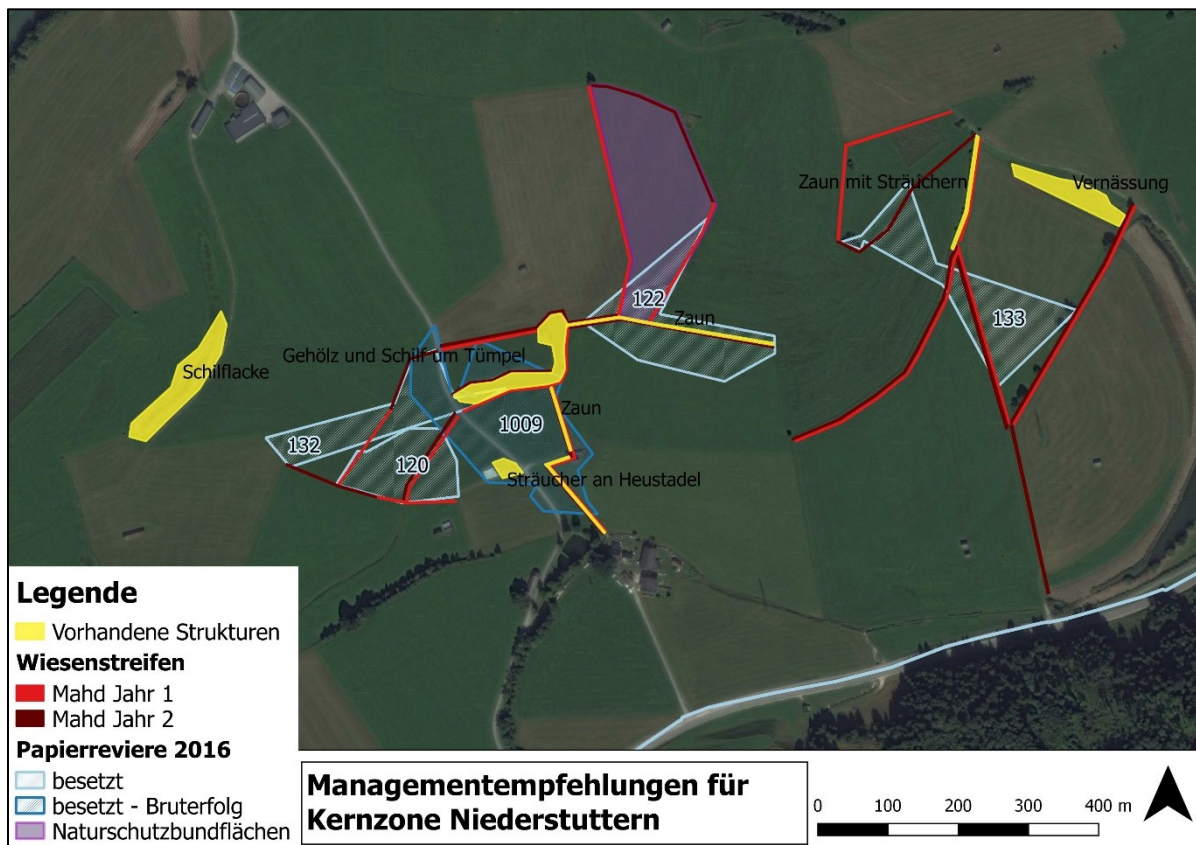 Zaun mit Sträuchern
Vernässung
122
Zaun
133
Gehölz und Schilf um Tümpel
Schilflacke
Zaun
1009
132
120
Sträucher an Heustadel
Legende
Vorhandene Strukturen
Wiesenstreifen
Mahd Jahr 1
Mahd Jahr 2
Papierreviere 2016
besetzt
besetzt - Bruterfolg
Naturschutzbundflächen
Managementempfehlungen für
Kernzone Niederstuttern
0 100 200 300 400 m